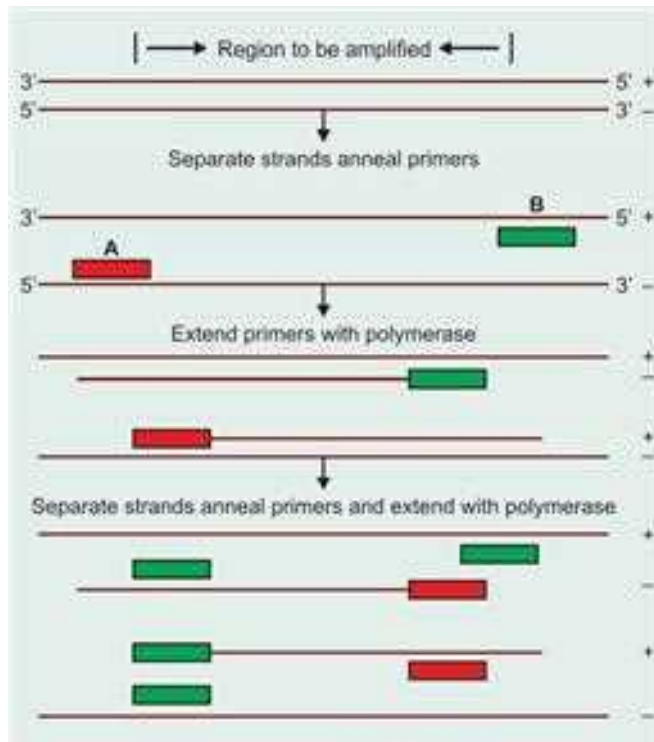 Region to be amplified
3' 5' +
5' 3' –
Separate strands anneal primers
B
3' 5' +
A
5' 3' –
Extend primers with polymerase
+
–
+
–
Separate strands anneal primers and extend with polymerase
+
–
+
–